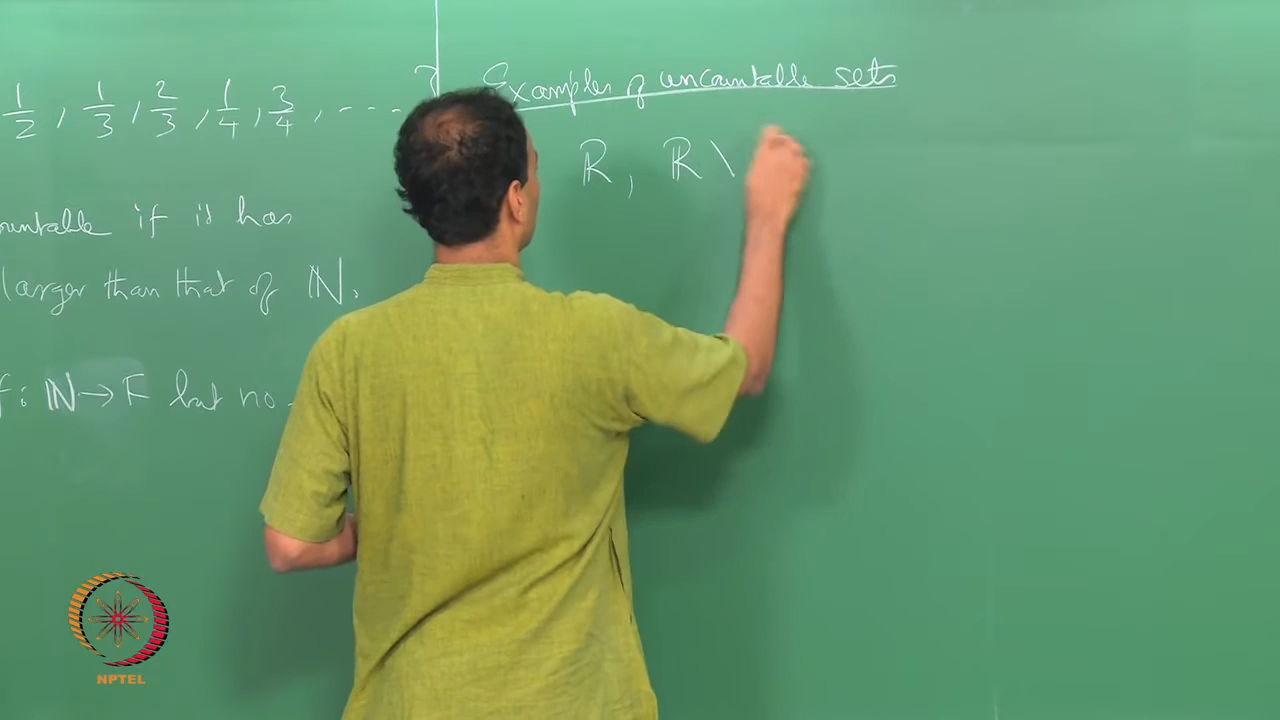 1/2, 1/3, 2/3, 1/4, 3/4, ....}
ountable if it has
larger than that of ℕ.
f: ℕ → F but no
Examples of uncountable sets
ℝ, ℝ \
NPTEL